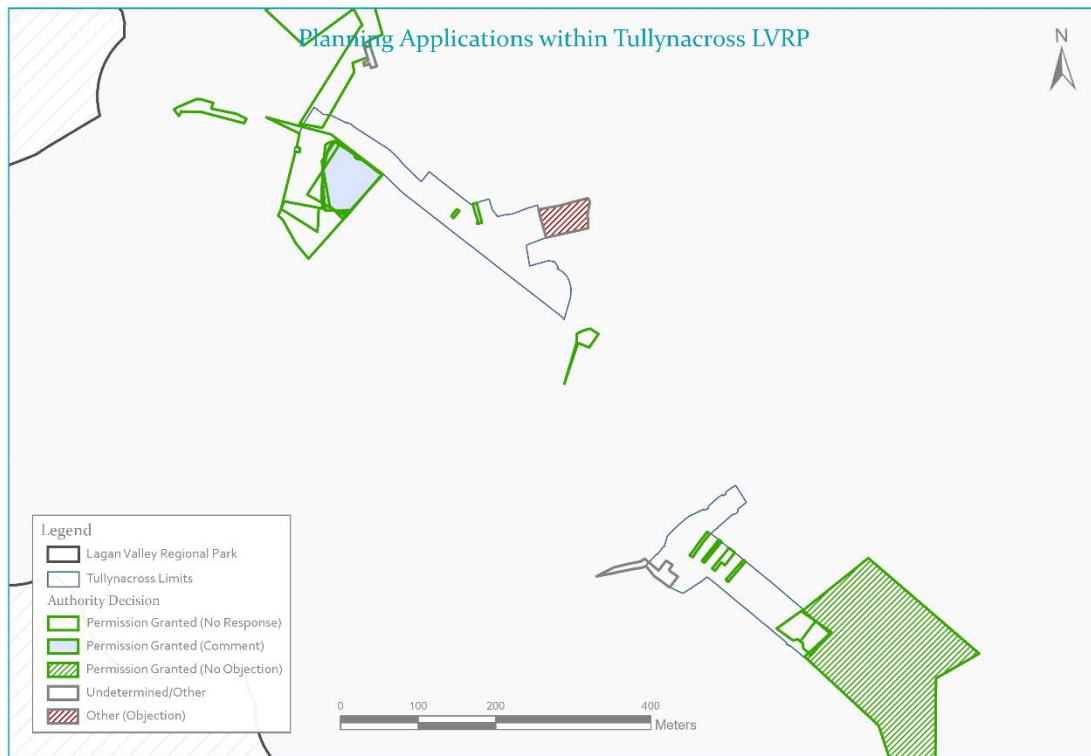 Planning Applications within Tullynacross LVRP
N
Legend
Lagan Valley Regional Park
Tullynacross Limits
Authority Decision
Permission Granted (No Response)
Permission Granted (Comment)
Permission Granted (No Objection)
Undetermined/Other
Other (Objection)
0 100 200 400
Meters